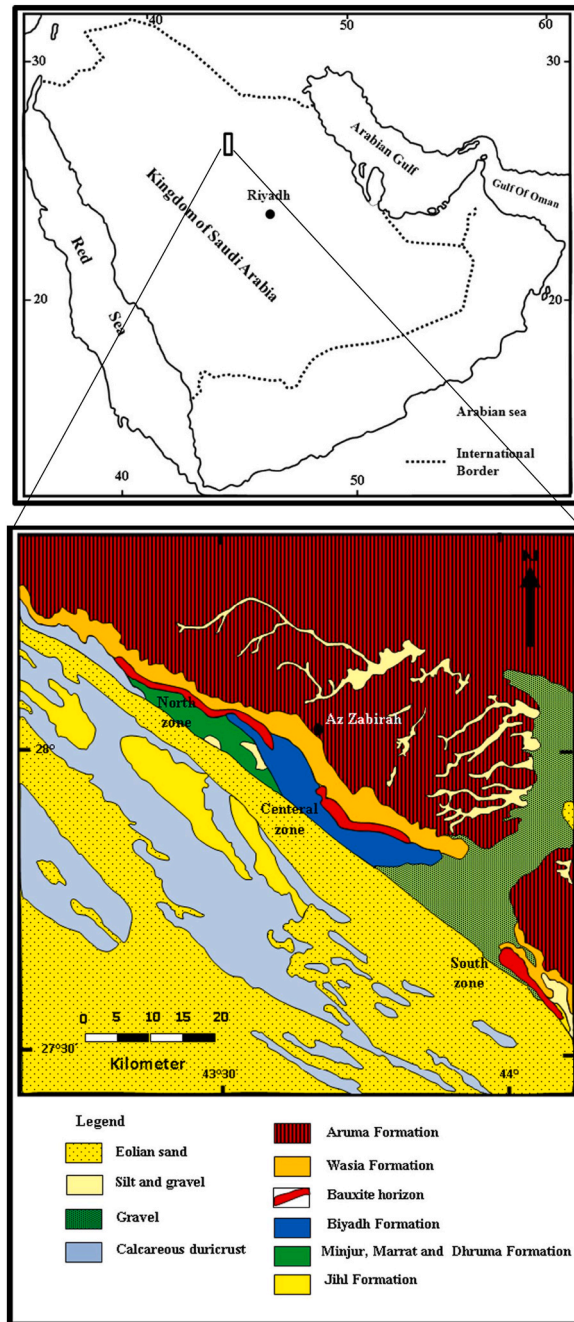 40
50
60
30
30
Arabian Gulf
Gulf Of Oman
Riyadh
Kingdom of Saudi Arabia
Red
Sea
20
20
Arabian sea
International
Border
40
50
N
North
zone
Az Zabirah
28°
Centeral
zone
South
zone
0 5 10 15 20
Kilometer
27°30´
43°30´
44°
Legend
Eolian sand
Silt and gravel
Gravel
Calcareous duricrust
Aruma Formation
Wasia Formation
Bauxite horizon
Biyadh Formation
Minjur, Marrat and Dhruma Formation
Jihl Formation